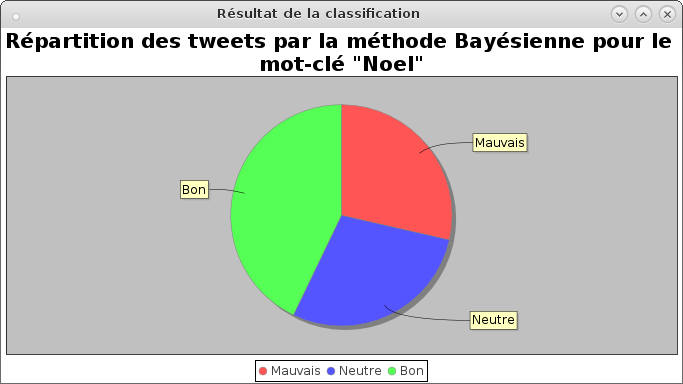 Résultat de la classification
Répartition des tweets par la méthode Bayésienne pour le
mot-clé "Noel"
Mauvais
Bon
Neutre
Mauvais Neutre Bon